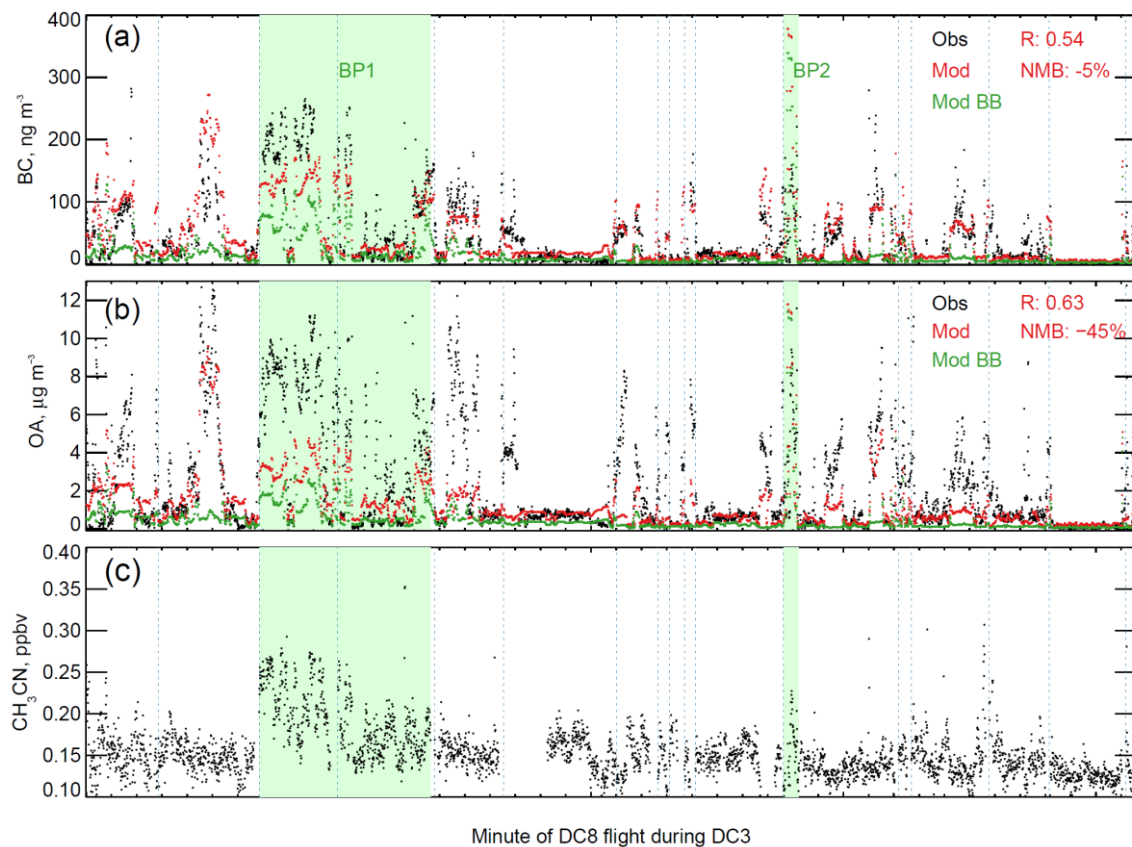 (a)
400
300
200
100
0
BC, ng m⁻³
BP1
BP2
Obs R: 0.54
Mod NMB: -5%
Mod BB
(b)
12
10
8
6
4
2
0
OA, µg m⁻³
Obs R: 0.63
Mod NMB: −45%
Mod BB
(c)
0.40
0.35
0.30
0.25
0.20
0.15
0.10
CH₃CN, ppbv
Minute of DC8 flight during DC3